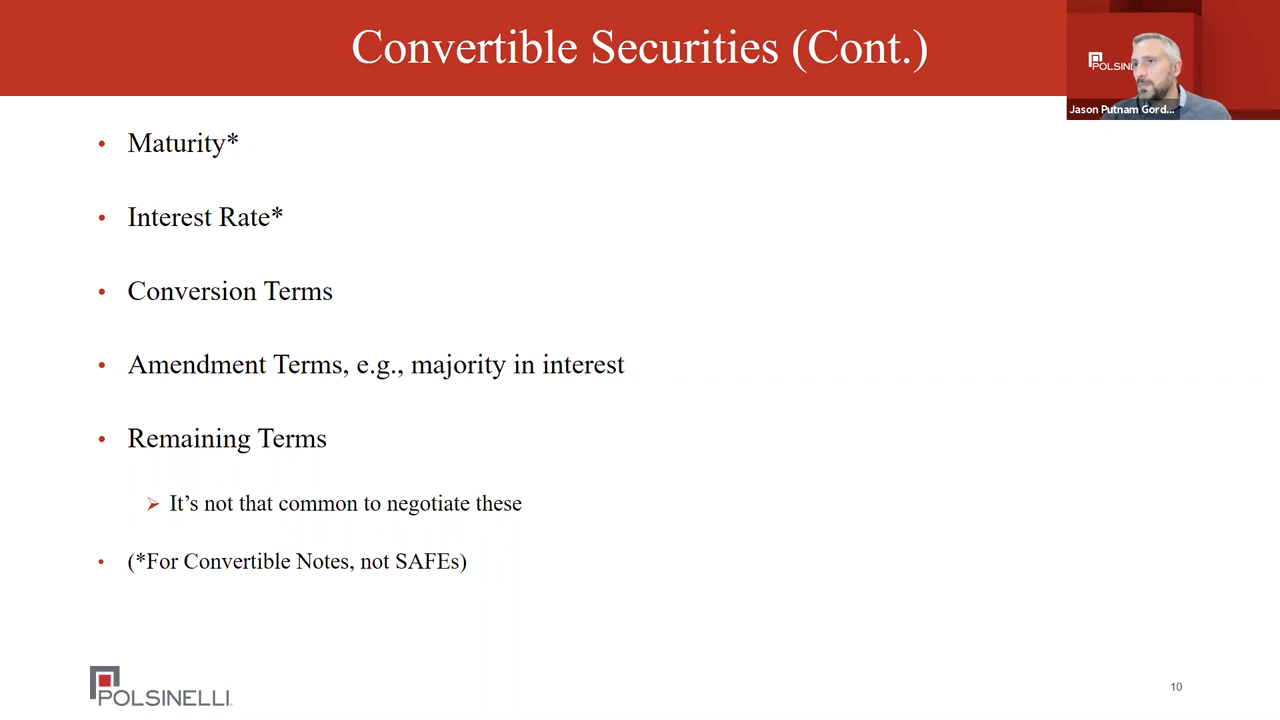 Convertible Securities (Cont.)
POLSINE
Jason Putnam Gord...
• Maturity*
• Interest Rate*
• Conversion Terms
• Amendment Terms, e.g., majority in interest
• Remaining Terms
➢ It’s not that common to negotiate these
• (*For Convertible Notes, not SAFEs)
POLSINELLI
10